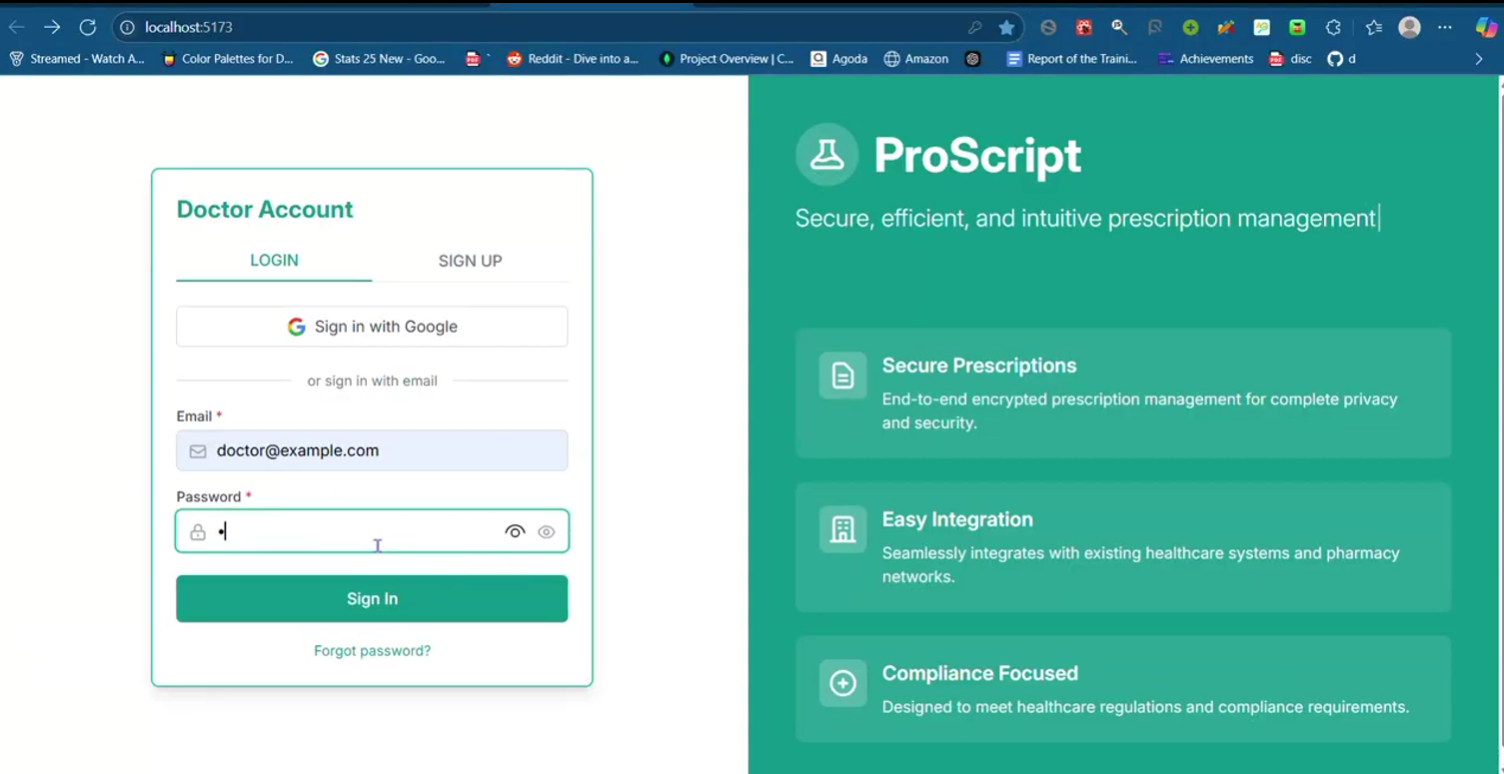 localhost:5173
Streamed - Watch A...
Color Palettes for D...
Stats 25 New - Goo...
Reddit - Dive into a...
Project Overview | C...
Agoda
Amazon
Report of the Traini...
Achievements
disc
d
Doctor Account
LOGIN
SIGN UP
Sign in with Google
or sign in with email
Email *
doctor@example.com
Password *
•
Sign In
Forgot password?
ProScript
Secure, efficient, and intuitive prescription management
Secure Prescriptions
End-to-end encrypted prescription management for complete privacy
and security.
Easy Integration
Seamlessly integrates with existing healthcare systems and pharmacy
networks.
Compliance Focused
Designed to meet healthcare regulations and compliance requirements.